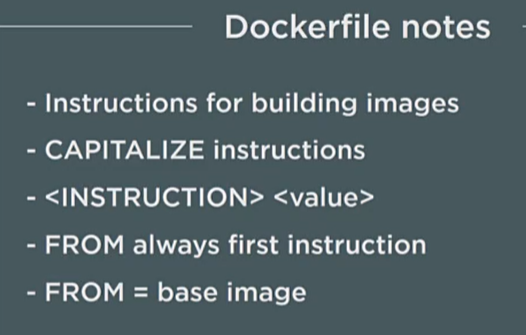 Dockerfile notes
- Instructions for building images
- CAPITALIZE instructions
- <INSTRUCTION> <value>
- FROM always first instruction
- FROM = base image